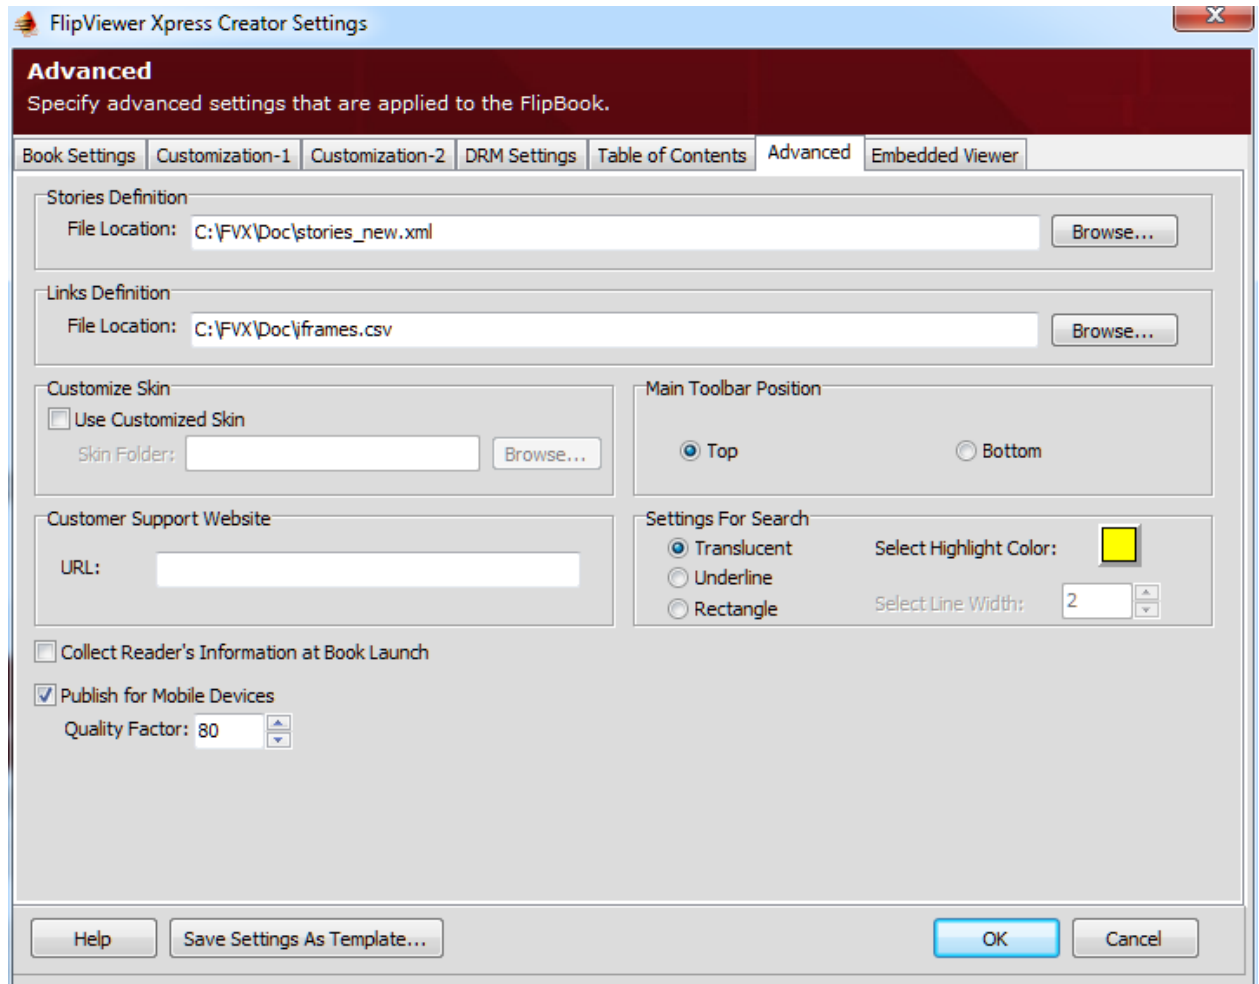 FlipViewer Xpress Creator Settings
X
Advanced
Specify advanced settings that are applied to the FlipBook.
Book Settings Customization-1 Customization-2 DRM Settings Table of Contents Advanced Embedded Viewer
Stories Definition
File Location: C:\FVX\Doc\stories_new.xml Browse...
Links Definition
File Location: C:\FVX\Doc\iframes.csv Browse...
Customize Skin
Use Customized Skin
Skin Folder: Browse...
Main Toolbar Position
Top Bottom
Customer Support Website
URL:
Settings For Search
Translucent Select Highlight Color:
Underline
Rectangle Select Line Width: 2
Collect Reader's Information at Book Launch
Publish for Mobile Devices
Quality Factor: 80
Help Save Settings As Template... OK Cancel